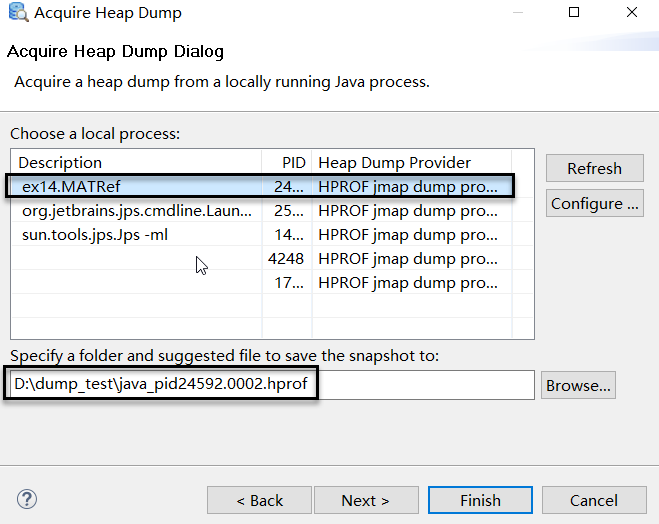 Acquire Heap Dump
Acquire Heap Dump Dialog
Acquire a heap dump from a locally running Java process.
Choose a local process:
Description PID Heap Dump Provider
ex14.MATRef 24... HPROF jmap dump pro...
org.jetbrains.jps.cmdline.Laun... 25... HPROF jmap dump pro...
sun.tools.jps.Jps -ml 14... HPROF jmap dump pro...
4248 HPROF jmap dump pro...
17... HPROF jmap dump pro...
Refresh
Configure ...
Specify a folder and suggested file to save the snapshot to:
D:\dump_test\java_pid24592.0002.hprof
Browse...
?
< Back Next > Finish Cancel